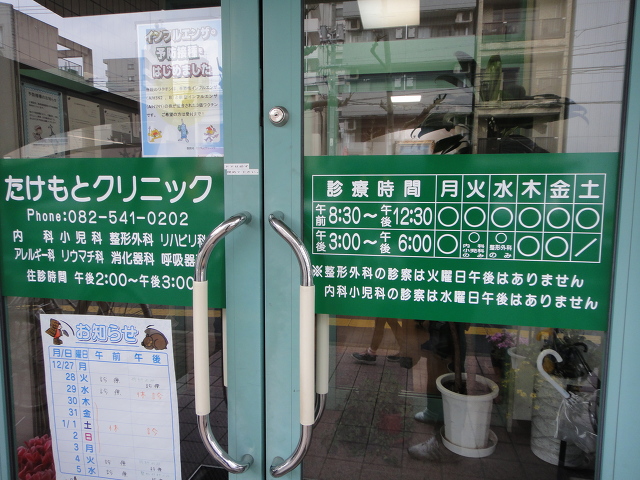 インフルエンザ・
予防接種・
はじめました
たけもとクリニック
Phone:082-541-0202
内 科 小児科 整形外科 リハビリ科
アレルギー科 リウマチ科 消化器科 呼吸器
往診時間 午後2:00〜午後3:00
診療時間 月 火 水 木 金 土
午前 8:30〜12:30 ○ ○ ○ ○ ○ ○
午後 3:00〜 6:00 ○ 内科小児科のみ 整形外科のみ ○ ○ /
※整形外科の診察は火曜日午後はありません
内科小児科の診察は水曜日午後はありません
お知らせ
月/日 曜日 午前 午後
12/27 月
28 火
29 水
30 木
31 金
1/1 土
2 日
3 月
4 火
5 水